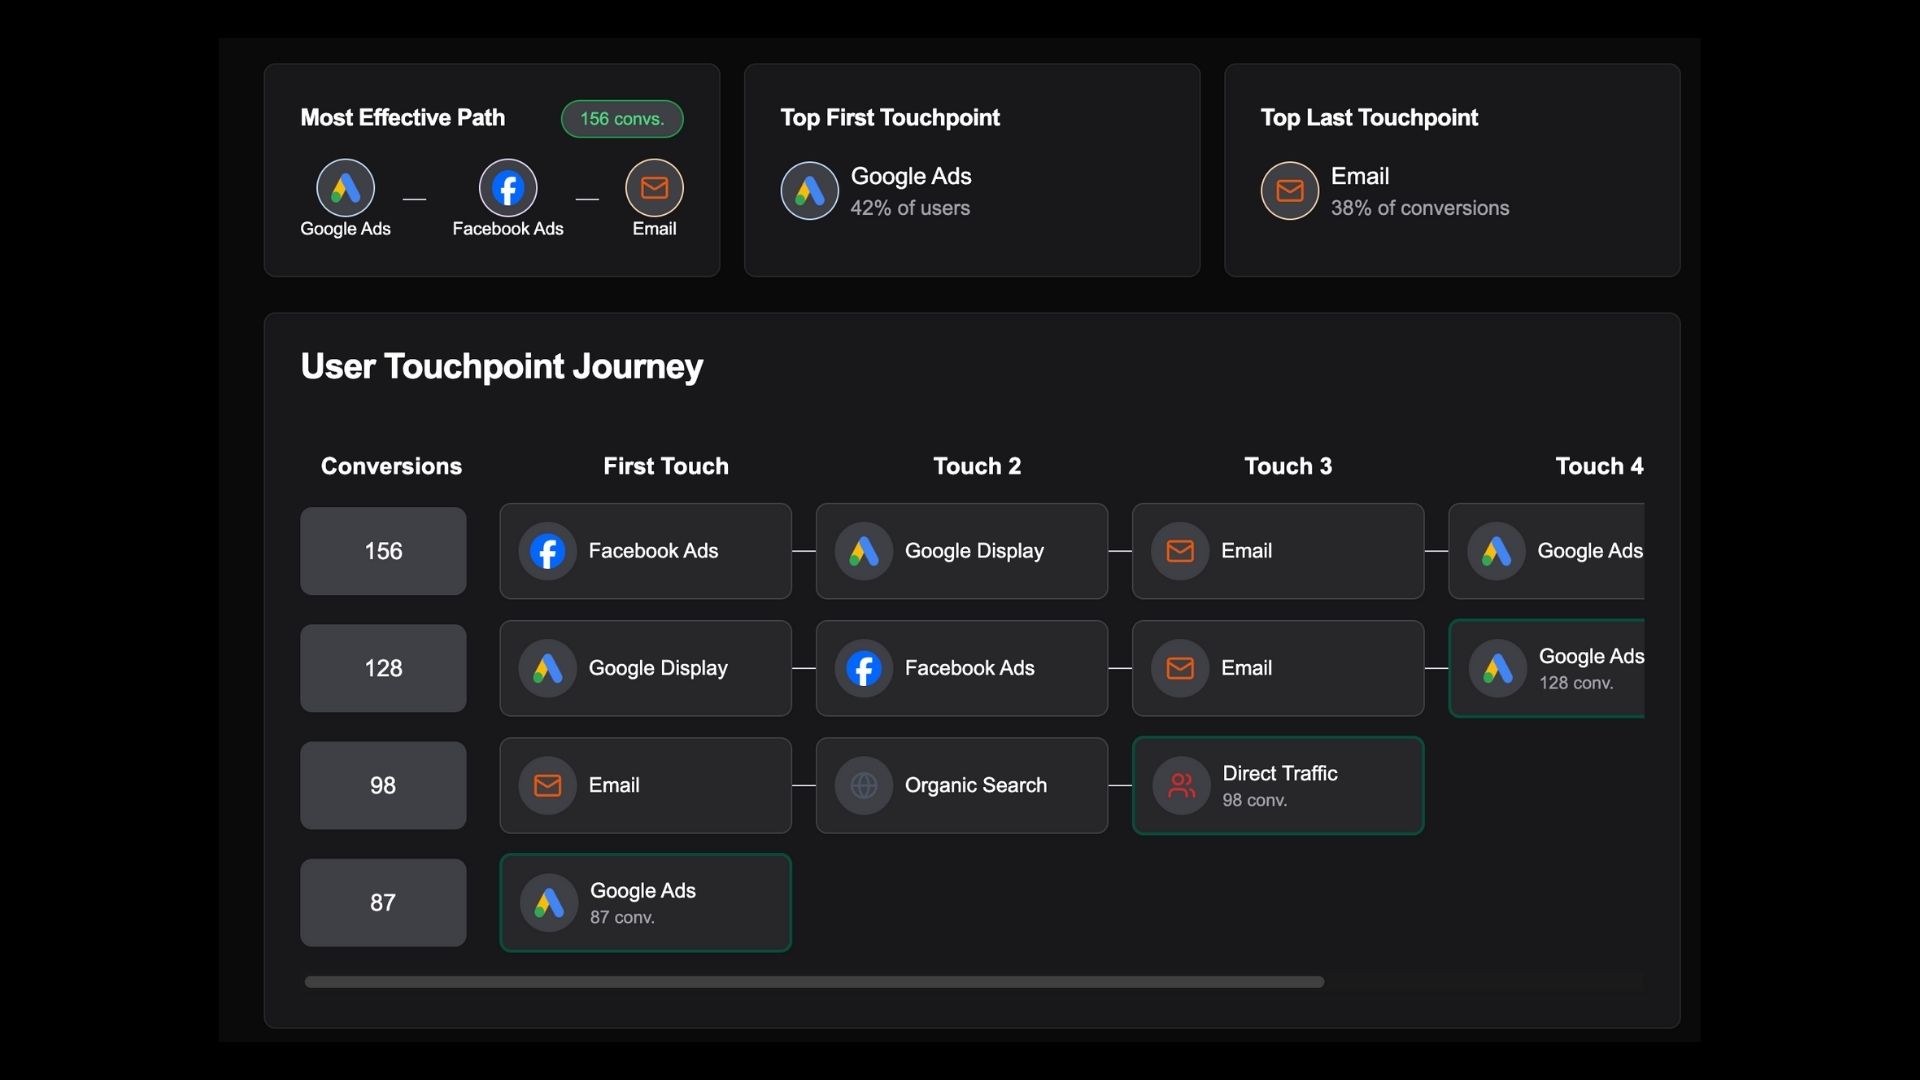 Most Effective Path
156 convs.
Google Ads
Facebook Ads
Email
Top First Touchpoint
Google Ads
42% of users
Top Last Touchpoint
Email
38% of conversions
User Touchpoint Journey
Conversions
First Touch
Touch 2
Touch 3
Touch 4
156
Facebook Ads
Google Display
Email
Google Ads
128
Google Display
Facebook Ads
Email
Google Ads
128 conv.
98
Email
Organic Search
Direct Traffic
98 conv.
87
Google Ads
87 conv.